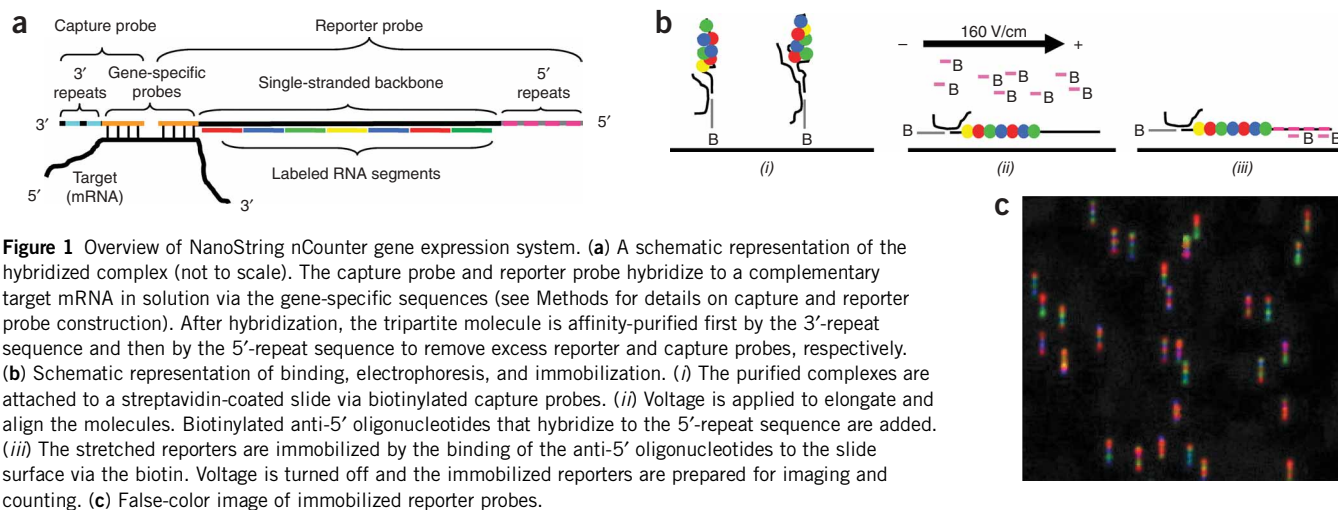 a
Capture probe
Reporter probe
3′ repeats
Gene-specific probes
Single-stranded backbone
5′ repeats
3′
5′
Target (mRNA)
Labeled RNA segments
5′
3′
b
B
B
(i)
–
160 V/cm
+
B
B
B
B
B
B
B
B
B
(ii)
B
B
B
(iii)
c
Figure 1 Overview of NanoString nCounter gene expression system. (a) A schematic representation of the
hybridized complex (not to scale). The capture probe and reporter probe hybridize to a complementary
target mRNA in solution via the gene-specific sequences (see Methods for details on capture and reporter
probe construction). After hybridization, the tripartite molecule is affinity-purified first by the 3′-repeat
sequence and then by the 5′-repeat sequence to remove excess reporter and capture probes, respectively.
(b) Schematic representation of binding, electrophoresis, and immobilization. (i) The purified complexes are
attached to a streptavidin-coated slide via biotinylated capture probes. (ii) Voltage is applied to elongate and
align the molecules. Biotinylated anti-5′ oligonucleotides that hybridize to the 5′-repeat sequence are added.
(iii) The stretched reporters are immobilized by the binding of the anti-5′ oligonucleotides to the slide
surface via the biotin. Voltage is turned off and the immobilized reporters are prepared for imaging and
counting. (c) False-color image of immobilized reporter probes.